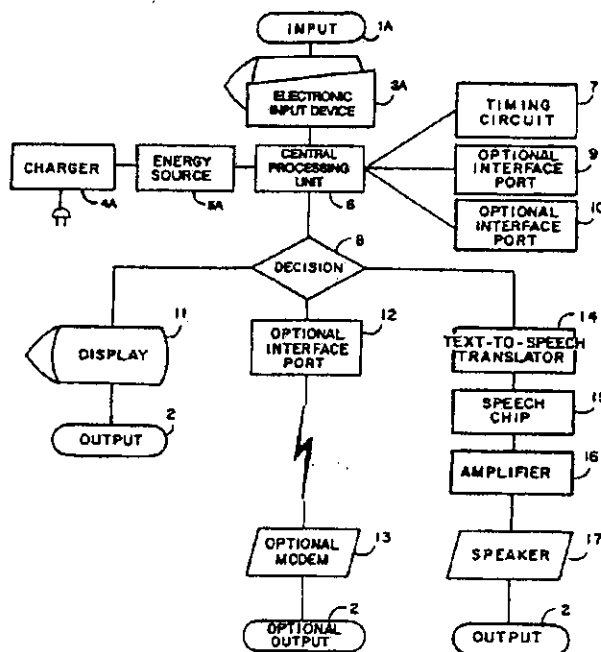 INPUT
1A
ELECTRONIC
INPUT DEVICE
3A
7
TIMING
CIRCUIT
CHARGER
4A
ENERGY
SOURCE
5A
CENTRAL
PROCESSING
UNIT
6
9
OPTIONAL
INTERFACE
PORT
10
OPTIONAL
INTERFACE
PORT
8
DECISION
11
DISPLAY
2
OUTPUT
12
OPTIONAL
INTERFACE
PORT
13
OPTIONAL
MODEM
2
OPTIONAL
OUTPUT
14
TEXT-TO-SPEECH
TRANSLATOR
15
SPEECH
CHIP
16
AMPLIFIER
17
SPEAKER
2
OUTPUT